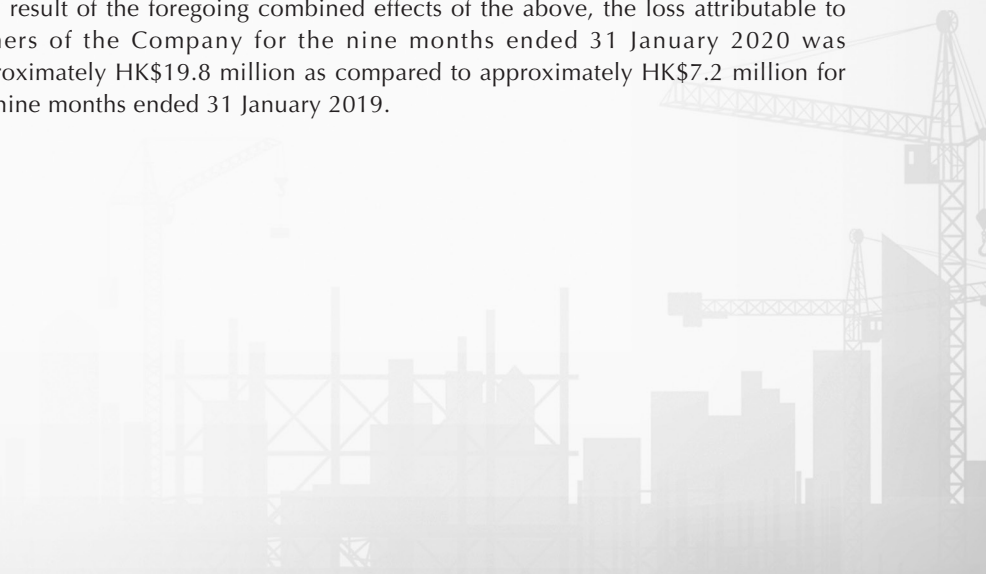 result of the foregoing combined effects of the above, the loss attributable to
ners of the Company for the nine months ended 31 January 2020 was
roximately HK$19.8 million as compared to approximately HK$7.2 million for
nine months ended 31 January 2019.